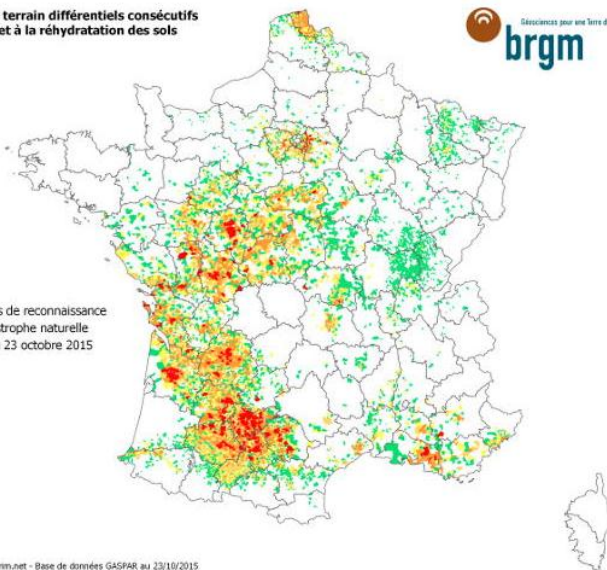 terrain différentiels consécutifs
et à la réhydratation des sols
Géosciences pour une Terre d
brgm
s de reconnaissance
trophe naturelle
23 octobre 2015
rim.net - Base de données GASPAR au 23/10/2015